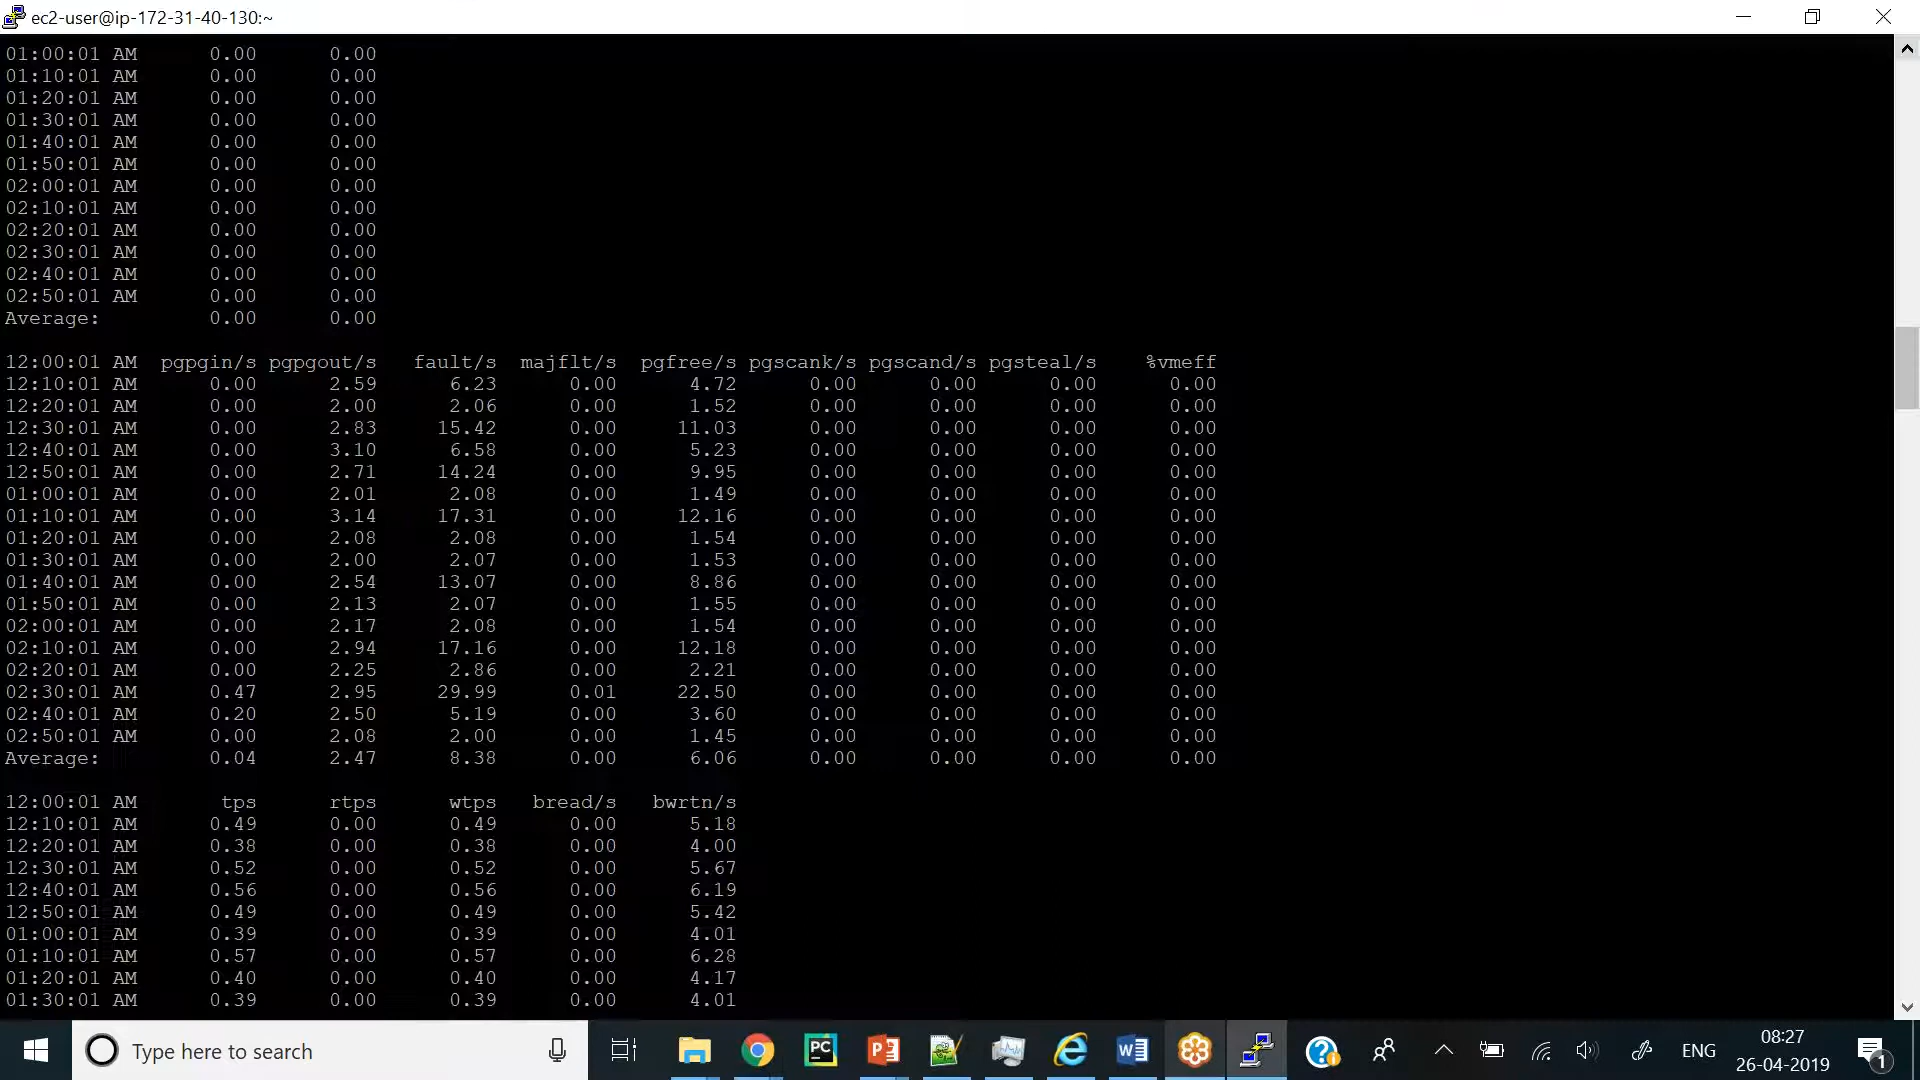 ec2-user@ip-172-31-40-130:~
01:00:01 AM 0.00 0.00
01:10:01 AM 0.00 0.00
01:20:01 AM 0.00 0.00
01:30:01 AM 0.00 0.00
01:40:01 AM 0.00 0.00
01:50:01 AM 0.00 0.00
02:00:01 AM 0.00 0.00
02:10:01 AM 0.00 0.00
02:20:01 AM 0.00 0.00
02:30:01 AM 0.00 0.00
02:40:01 AM 0.00 0.00
02:50:01 AM 0.00 0.00
Average: 0.00 0.00
12:00:01 AM pgpgin/s pgpgout/s fault/s majflt/s pgfree/s pgscank/s pgscand/s pgsteal/s %vmeff
12:10:01 AM 0.00 2.59 6.23 0.00 4.72 0.00 0.00 0.00 0.00
12:20:01 AM 0.00 2.00 2.06 0.00 1.52 0.00 0.00 0.00 0.00
12:30:01 AM 0.00 2.83 15.42 0.00 11.03 0.00 0.00 0.00 0.00
12:40:01 AM 0.00 3.10 6.58 0.00 5.23 0.00 0.00 0.00 0.00
12:50:01 AM 0.00 2.71 14.24 0.00 9.95 0.00 0.00 0.00 0.00
01:00:01 AM 0.00 2.01 2.08 0.00 1.49 0.00 0.00 0.00 0.00
01:10:01 AM 0.00 3.14 17.31 0.00 12.16 0.00 0.00 0.00 0.00
01:20:01 AM 0.00 2.08 2.08 0.00 1.54 0.00 0.00 0.00 0.00
01:30:01 AM 0.00 2.00 2.07 0.00 1.53 0.00 0.00 0.00 0.00
01:40:01 AM 0.00 2.54 13.07 0.00 8.86 0.00 0.00 0.00 0.00
01:50:01 AM 0.00 2.13 2.07 0.00 1.55 0.00 0.00 0.00 0.00
02:00:01 AM 0.00 2.17 2.08 0.00 1.54 0.00 0.00 0.00 0.00
02:10:01 AM 0.00 2.94 17.16 0.00 12.18 0.00 0.00 0.00 0.00
02:20:01 AM 0.00 2.25 2.86 0.00 2.21 0.00 0.00 0.00 0.00
02:30:01 AM 0.47 2.95 29.99 0.01 22.50 0.00 0.00 0.00 0.00
02:40:01 AM 0.20 2.50 5.19 0.00 3.60 0.00 0.00 0.00 0.00
02:50:01 AM 0.00 2.08 2.00 0.00 1.45 0.00 0.00 0.00 0.00
Average: 0.04 2.47 8.38 0.00 6.06 0.00 0.00 0.00 0.00
12:00:01 AM tps rtps wtps bread/s bwrtn/s
12:10:01 AM 0.49 0.00 0.49 0.00 5.18
12:20:01 AM 0.38 0.00 0.38 0.00 4.00
12:30:01 AM 0.52 0.00 0.52 0.00 5.67
12:40:01 AM 0.56 0.00 0.56 0.00 6.19
12:50:01 AM 0.49 0.00 0.49 0.00 5.42
01:00:01 AM 0.39 0.00 0.39 0.00 4.01
01:10:01 AM 0.57 0.00 0.57 0.00 6.28
01:20:01 AM 0.40 0.00 0.40 0.00 4.17
01:30:01 AM 0.39 0.00 0.39 0.00 4.01
Type here to search
PC
P
W
ENG
08:27
26-04-2019
1